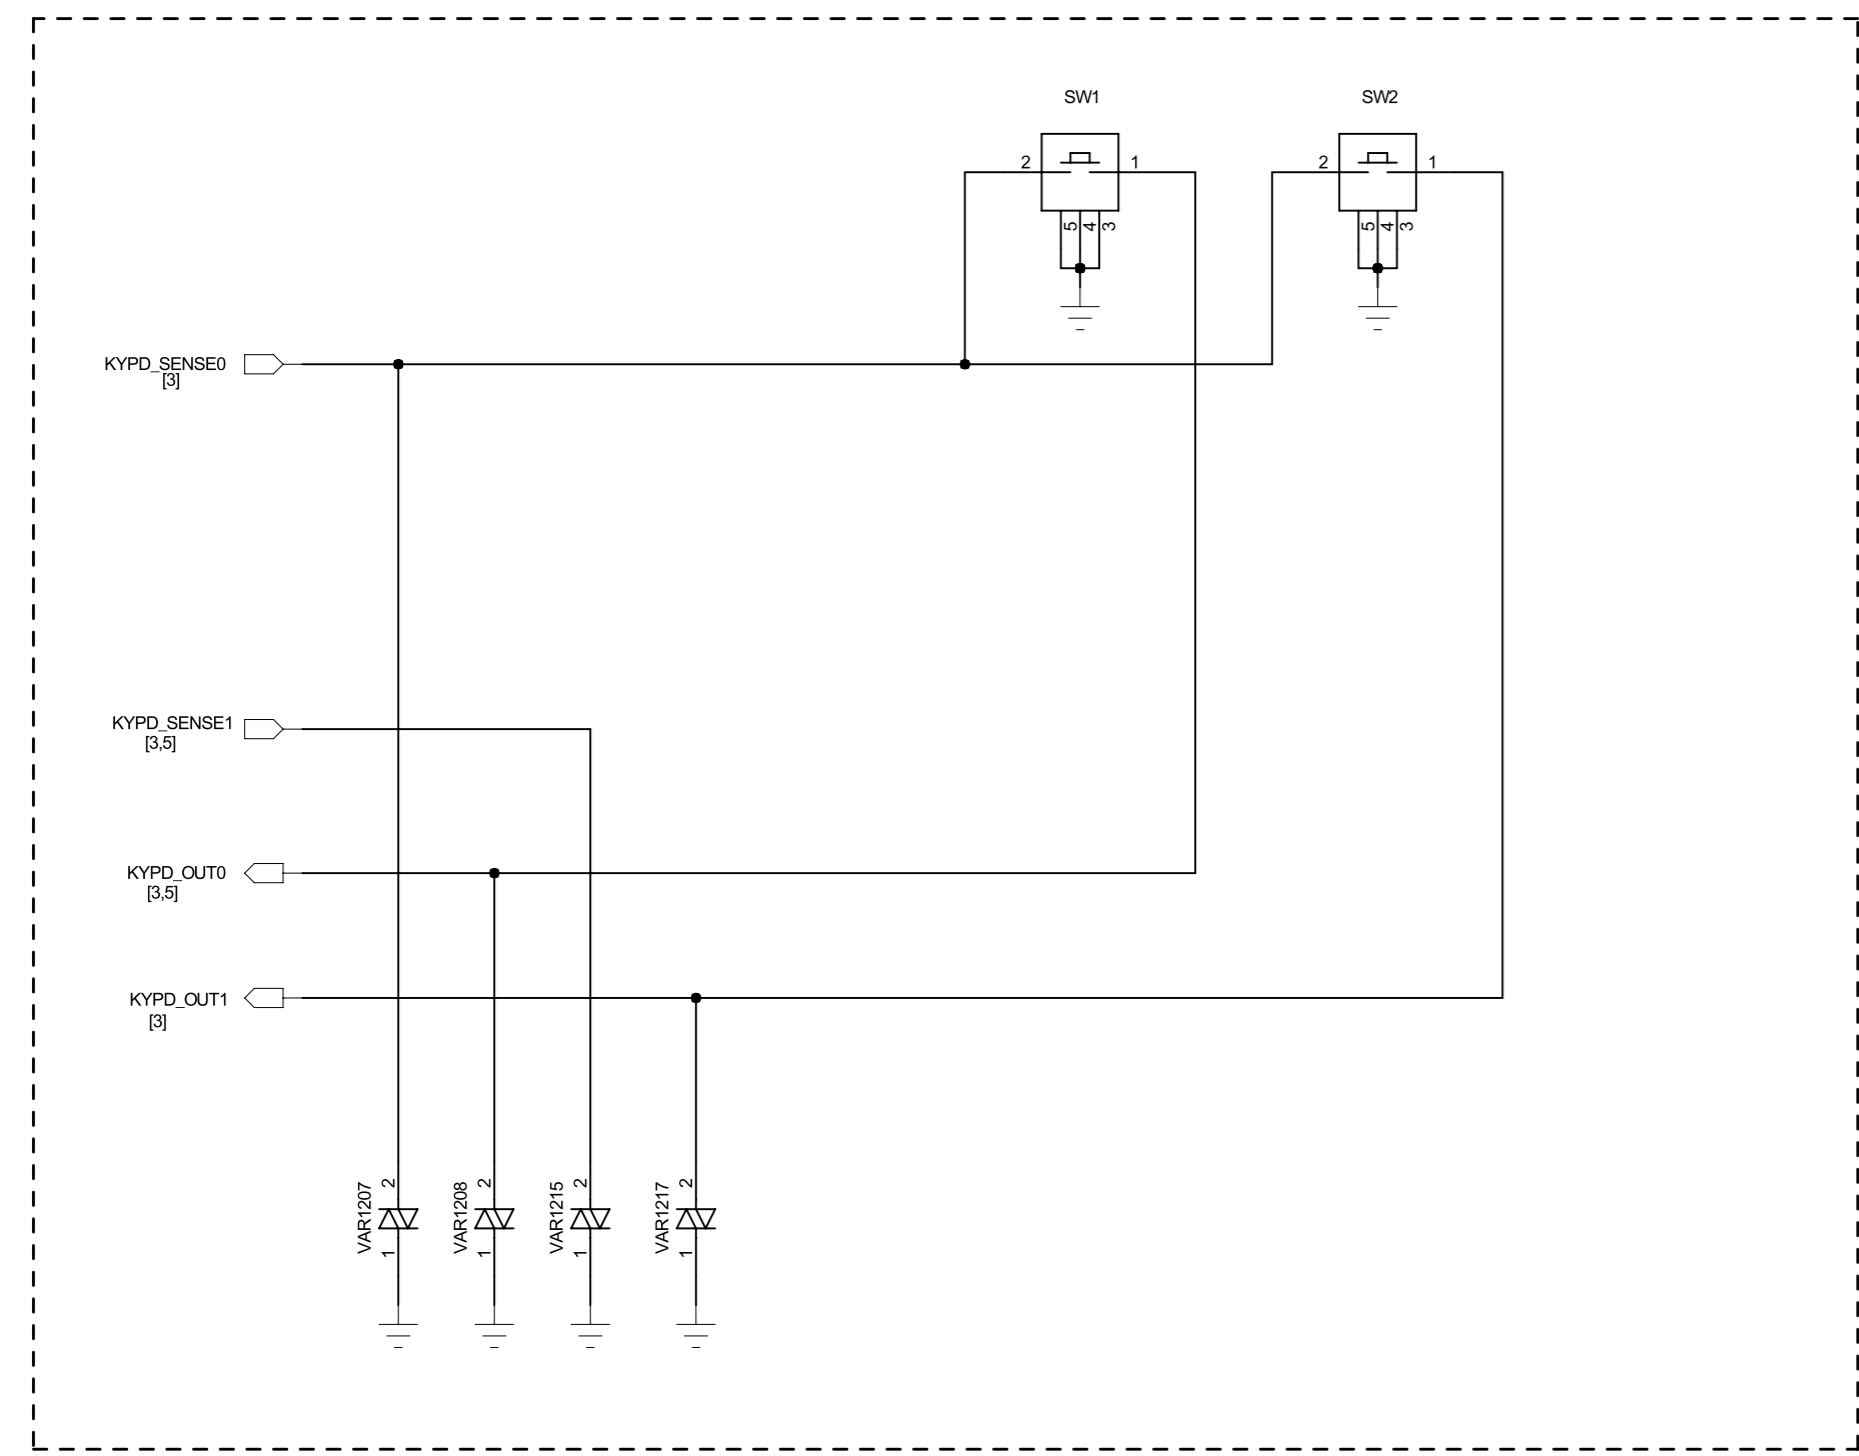 SW1
SW2
2
1
2
1
5
4
3
5
4
3
KYPD_SENSE0
[3]
KYPD_SENSE1
[3,5]
KYPD_OUT0
[3,5]
KYPD_OUT1
[3]
VAR1207
2
1
VAR1208
2
1
VAR1215
2
1
VAR1217
2
1